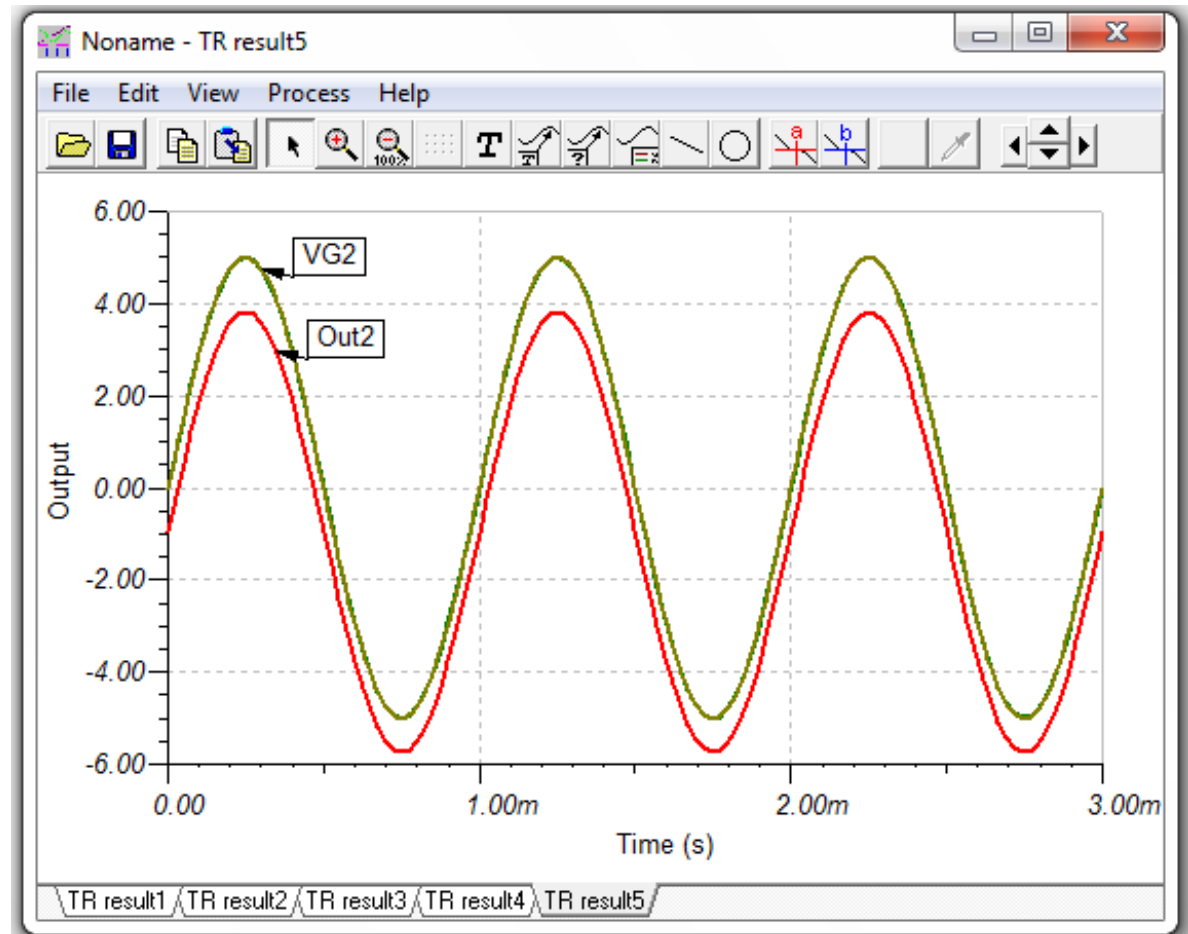 Noname - TR result5
File Edit View Process Help
100% T T ? = x a b
6.00
VG2
4.00
Out2
2.00
Output
0.00
-2.00
-4.00
-6.00
0.00 1.00m 2.00m 3.00m
Time (s)
TR result1 TR result2 TR result3 TR result4 TR result5